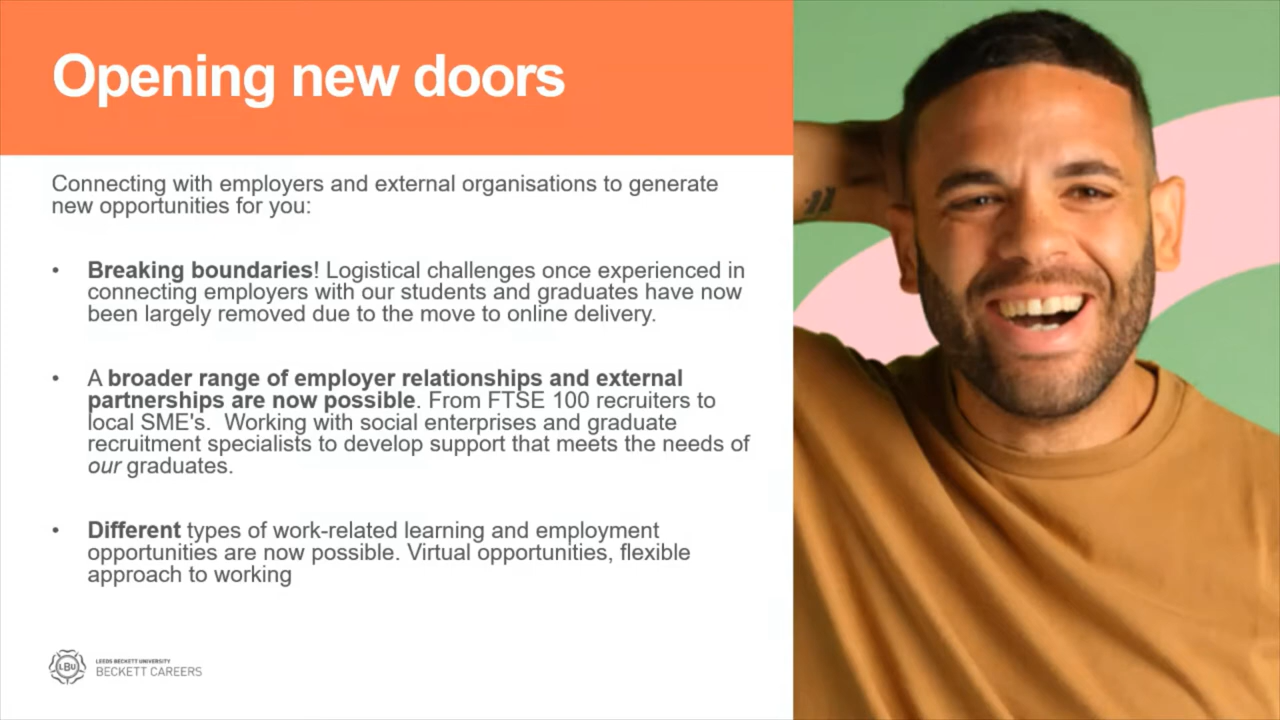 Opening new doors
Connecting with employers and external organisations to generate
new opportunities for you:
• Breaking boundaries! Logistical challenges once experienced in
connecting employers with our students and graduates have now
been largely removed due to the move to online delivery.
• A broader range of employer relationships and external
partnerships are now possible. From FTSE 100 recruiters to
local SME's.  Working with social enterprises and graduate
recruitment specialists to develop support that meets the needs of
our graduates.
• Different types of work-related learning and employment
opportunities are now possible. Virtual opportunities, flexible
approach to working
LBU
LEEDS BECKETT UNIVERSITY
BECKETT CAREERS